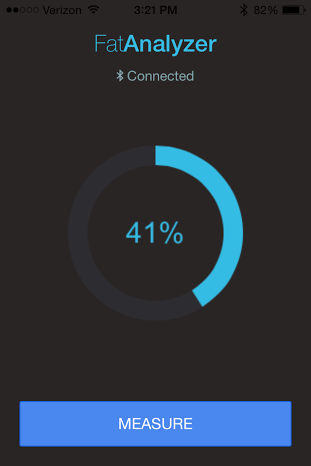 Verizon 3:21 PM 82%
FatAnalyzer
Connected
41%
MEASURE